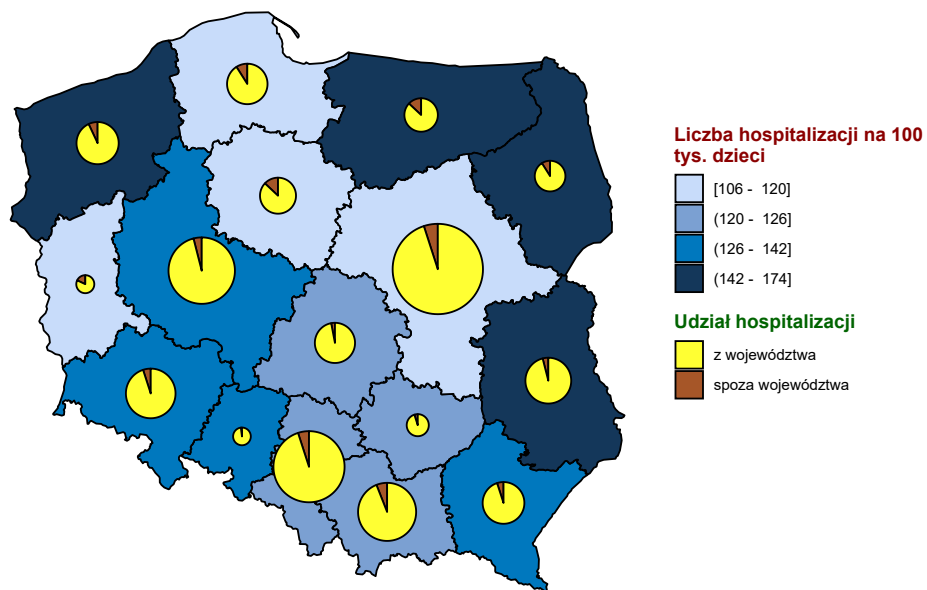 Liczba hospitalizacji na 100
tys. dzieci
[106 - 120]
(120 - 126]
(126 - 142]
(142 - 174]
Udział hospitalizacji
z województwa
spoza województwa